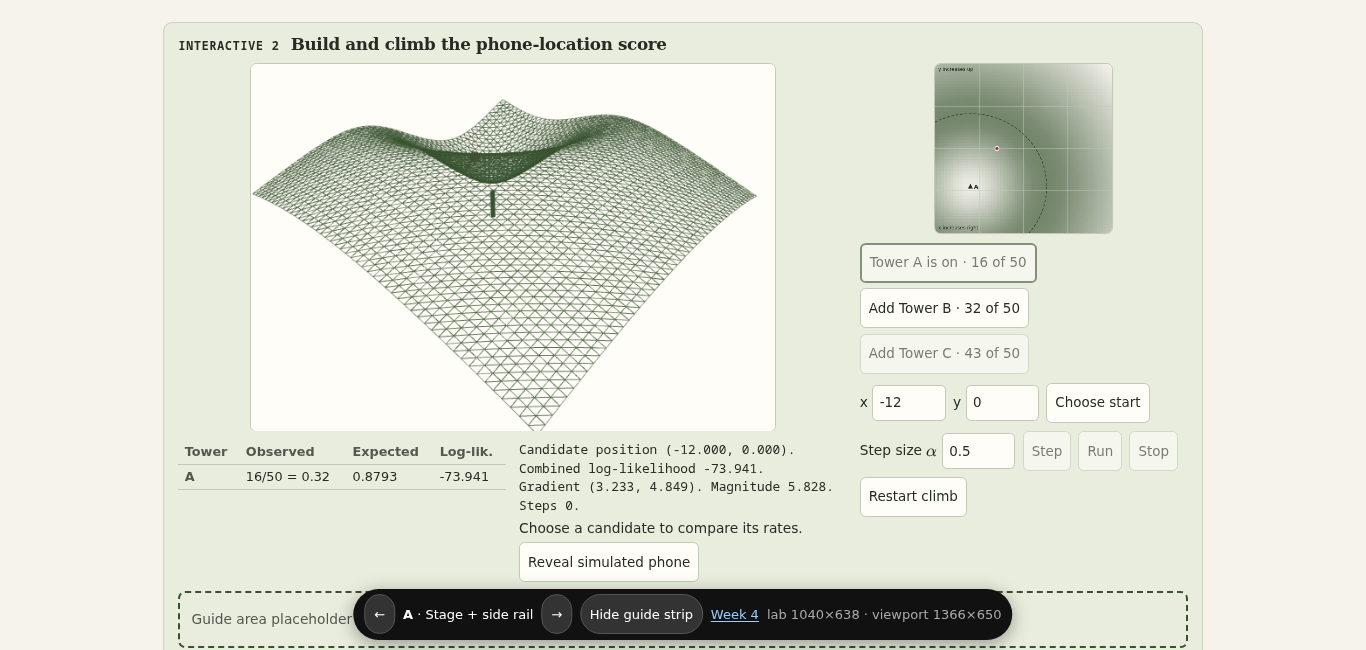 INTERACTIVE 2 Build and climb the phone-location score
y increases up
A
x increases right
Tower A is on · 16 of 50
Add Tower B · 32 of 50
Add Tower C · 43 of 50
x -12 y 0 Choose start
Step size α 0.5 Step Run Stop
Restart climb
Tower Observed Expected Log-lik.
A 16/50 = 0.32 0.8793 -73.941
Candidate position (-12.000, 0.000).
Combined log-likelihood -73.941.
Gradient (3.233, 4.849). Magnitude 5.828.
Steps 0.
Choose a candidate to compare its rates.
Reveal simulated phone
Guide area placeholder
← A · Stage + side rail → Hide guide strip Week 4 lab 1040×638 · viewport 1366×650